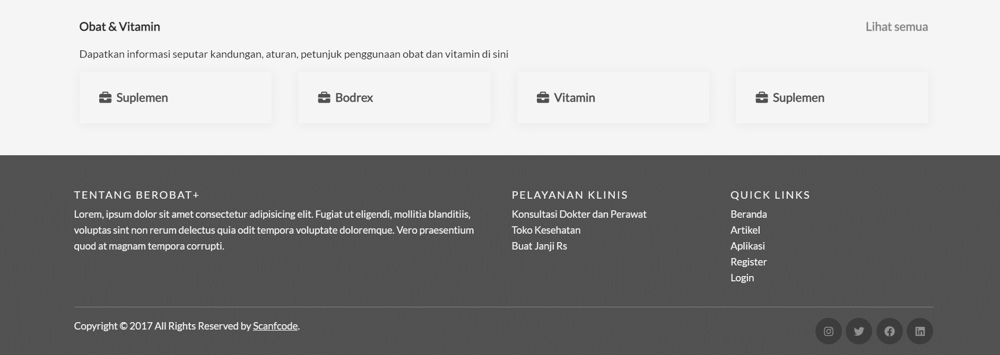 Obat & Vitamin
Lihat semua
Dapatkan informasi seputar kandungan, aturan, petunjuk penggunaan obat dan vitamin di sini
Suplemen
Bodrex
Vitamin
Suplemen
TENTANG BEROBAT+
Lorem, ipsum dolor sit amet consectetur adipisicing elit. Fugiat ut eligendi, mollitia blanditiis,
voluptas sint non rerum delectus quia odit tempora voluptate doloremque. Vero praesentium
quod at magnam tempora corrupti.
PELAYANAN KLINIS
Konsultasi Dokter dan Perawat
Toko Kesehatan
Buat Janji Rs
QUICK LINKS
Beranda
Artikel
Aplikasi
Register
Login
Copyright © 2017 All Rights Reserved by Scanfcode.